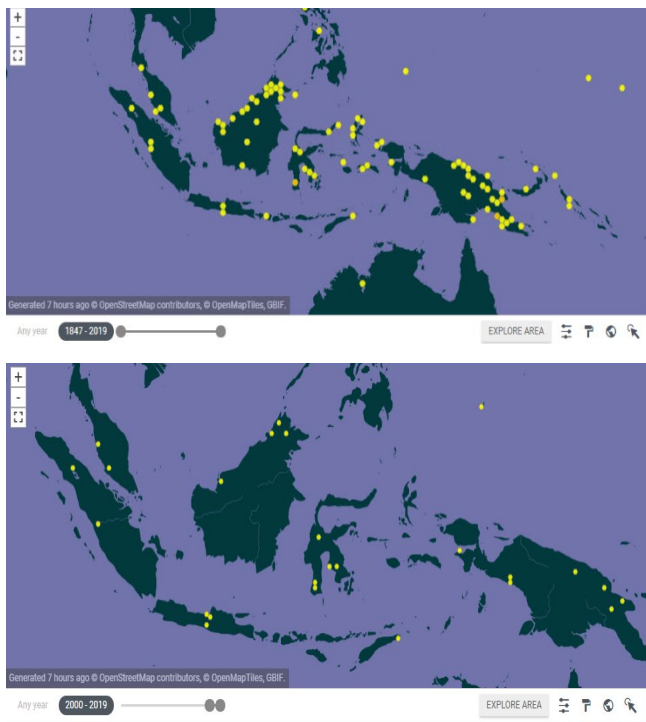 +
-
Generated 7 hours ago © OpenStreetMap contributors, © OpenMapTiles, GBIF.
Any year 1847 - 2019 EXPLORE AREA
+
-
Generated 7 hours ago © OpenStreetMap contributors, © OpenMapTiles, GBIF.
Any year 2000 - 2019 EXPLORE AREA